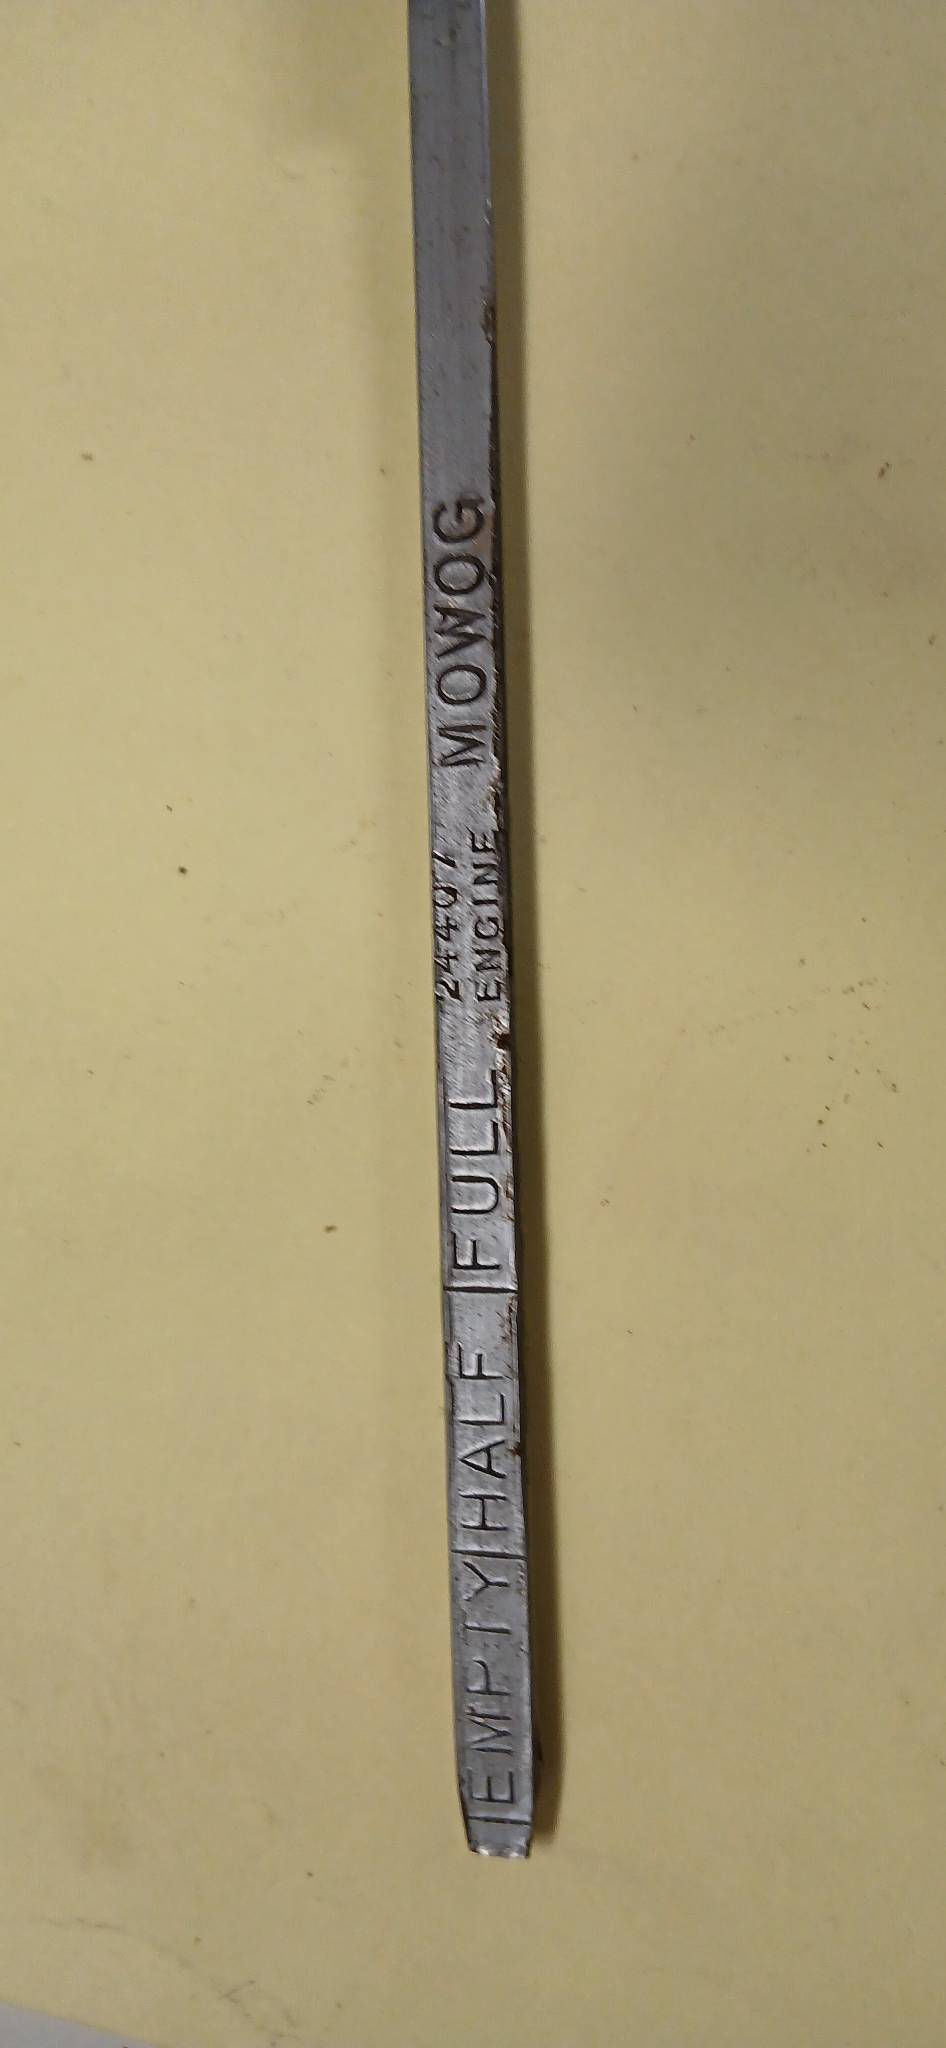 MOWOG
24407
ENGINE
FULL
HALF
EMPTY